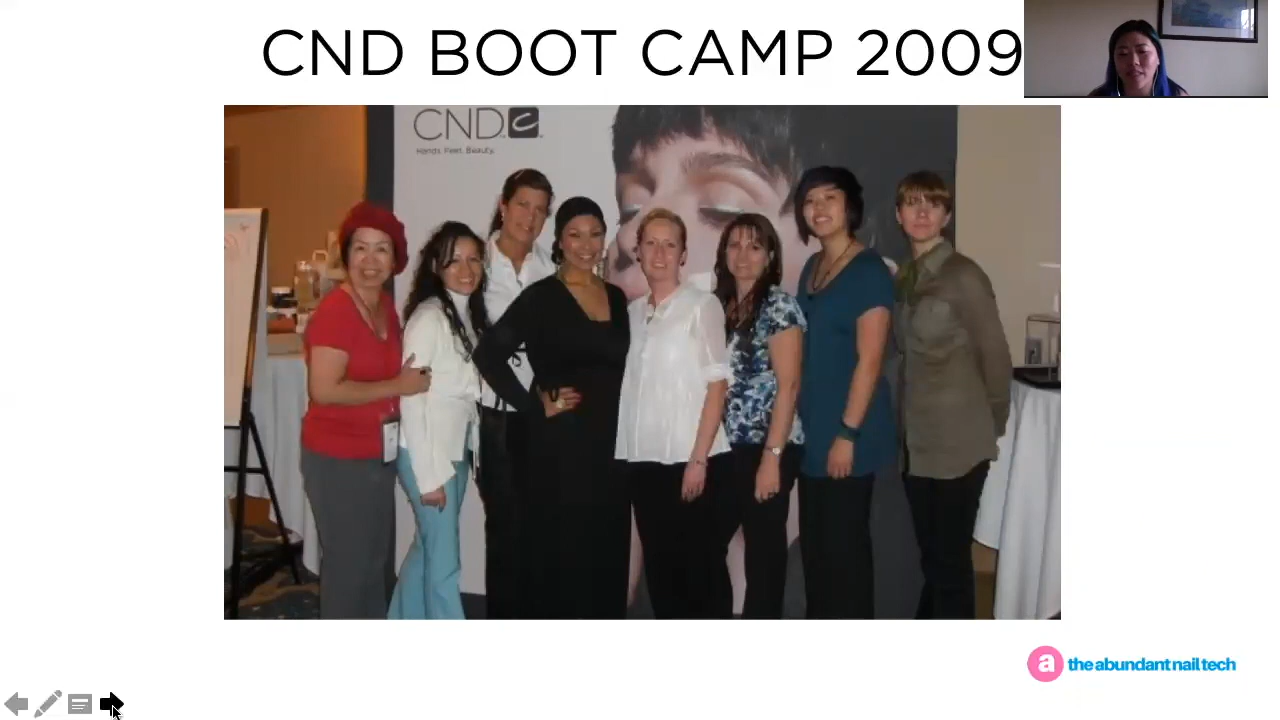 CND BOOT CAMP 2009
CND
Hands. Feet. Beauty.
a the abundant nail tech